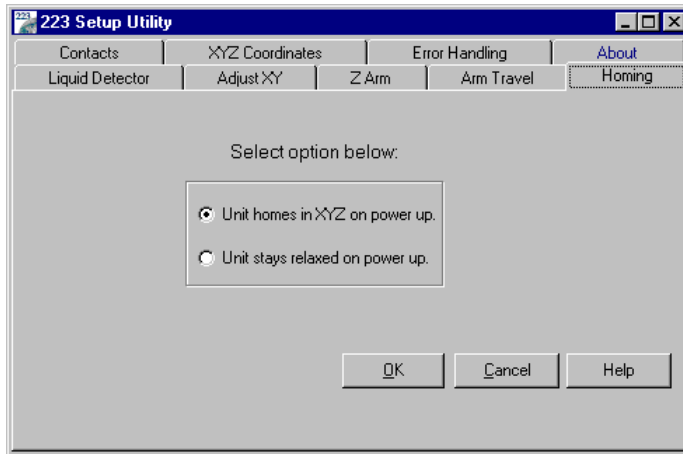 223 223 Setup Utility
Contacts XYZ Coordinates Error Handling About
Liquid Detector Adjust XY Z Arm Arm Travel Homing
Select option below:
Unit homes in XYZ on power up.
Unit stays relaxed on power up.
OK Cancel Help